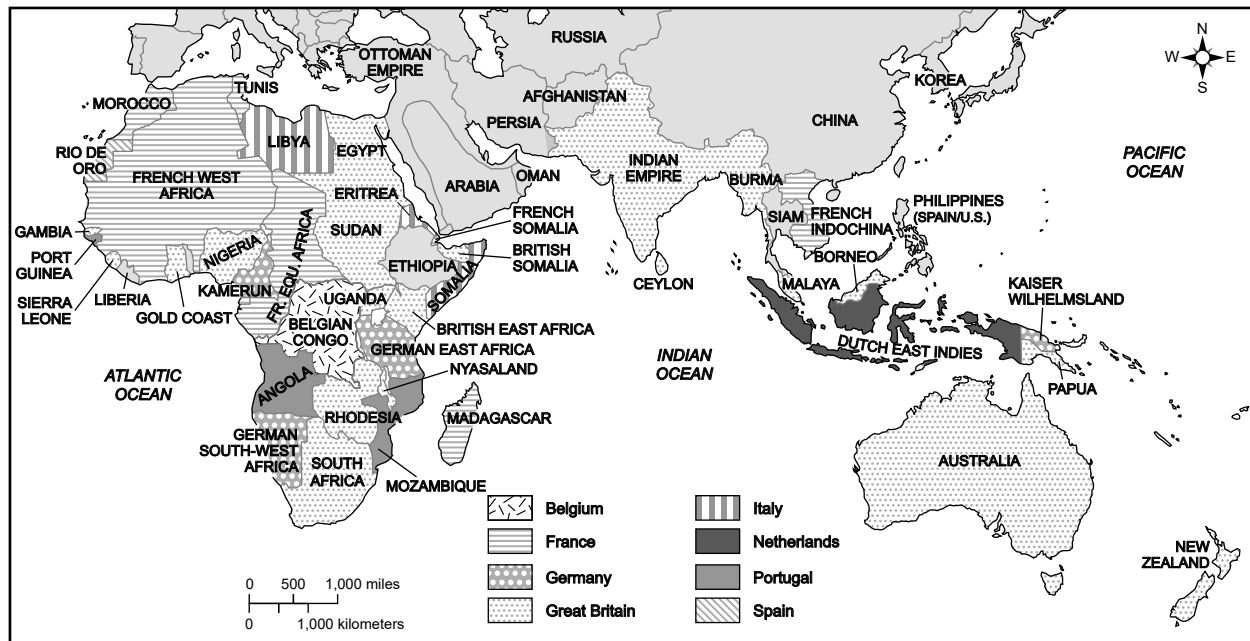 RUSSIA
OTTOMAN
EMPIRE
TUNIS
MOROCCO
AFGHANISTAN
PERSIA
KOREA
CHINA
N
W
E
S
LIBYA
EGYPT
RIO DE
ORO
FRENCH WEST
AFRICA
ERITREA
ARABIA
OMAN
INDIAN
EMPIRE
BURMA
PACIFIC
OCEAN
GAMBIA
PORT
GUINEA
SIERRA
LEONE
LIBERIA
GOLD COAST
NIGERIA
KAMERUN
FR. EQU. AFRICA
SUDAN
ETHIOPIA
FRENCH
SOMALIA
BRITISH
SOMALIA
SOMALIA
SIAM
FRENCH
INDOCHINA
PHILIPPINES
(SPAIN/U.S.)
BORNEO
CEYLON
MALAYA
KAISER
WILHELMSLAND
UGANDA
BELGIAN
CONGO
BRITISH EAST AFRICA
GERMAN EAST AFRICA
NYASALAND
DUTCH EAST INDIES
PAPUA
ATLANTIC
OCEAN
INDIAN
OCEAN
ANGOLA
RHODESIA
MADAGASCAR
GERMAN
SOUTH-WEST
AFRICA
SOUTH
AFRICA
MOZAMBIQUE
AUSTRALIA
NEW
ZEALAND
Belgium
France
Germany
Great Britain
Italy
Netherlands
Portugal
Spain
0 500 1,000 miles
0 1,000 kilometers